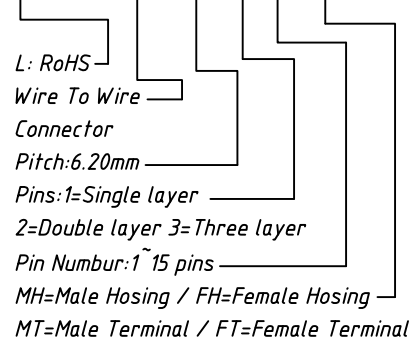 L: RoHS
Wire To Wire
Connector
Pitch:6.20mm
Pins:1=Single layer
2=Double layer 3=Three layer
Pin Numbur:1~15 pins
MH=Male Hosing / FH=Female Hosing
MT=Male Terminal / FT=Female Terminal